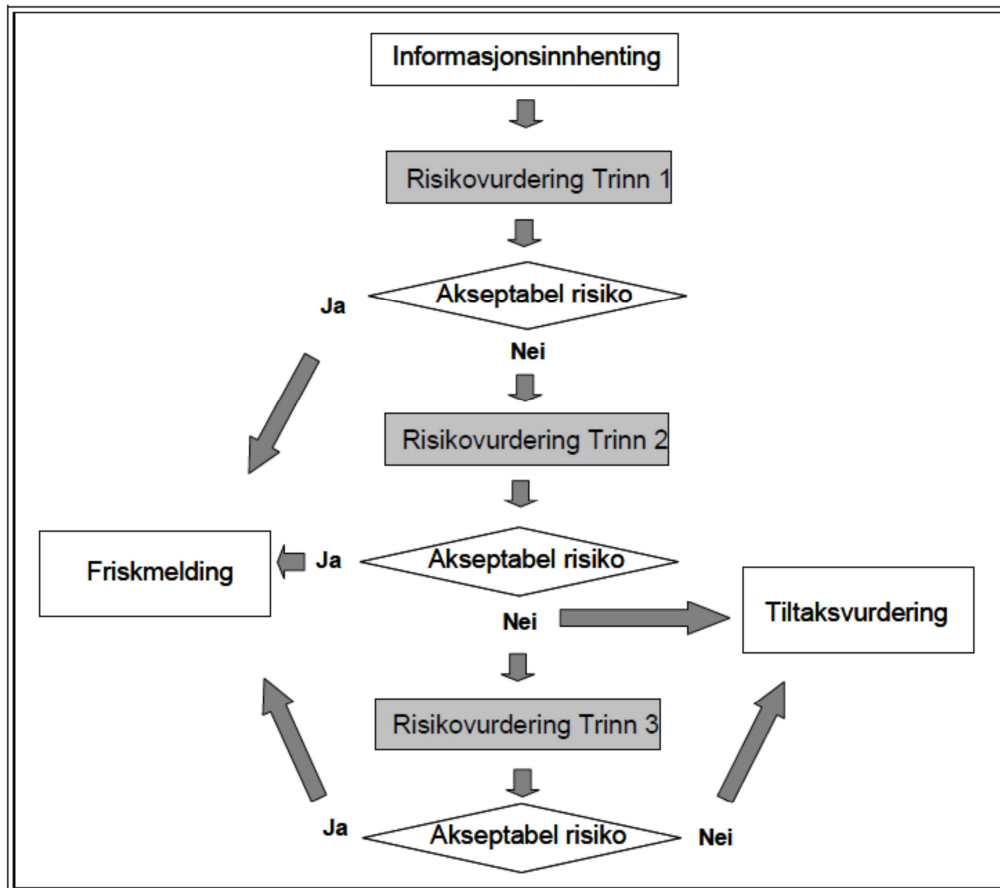 Informasjonsinnhenting
Risikovurdering Trinn 1
Akseptabel risiko
Ja
Nei
Risikovurdering Trinn 2
Akseptabel risiko
Ja
Friskmelding
Nei
Tiltaksvurdering
Risikovurdering Trinn 3
Akseptabel risiko
Ja
Nei